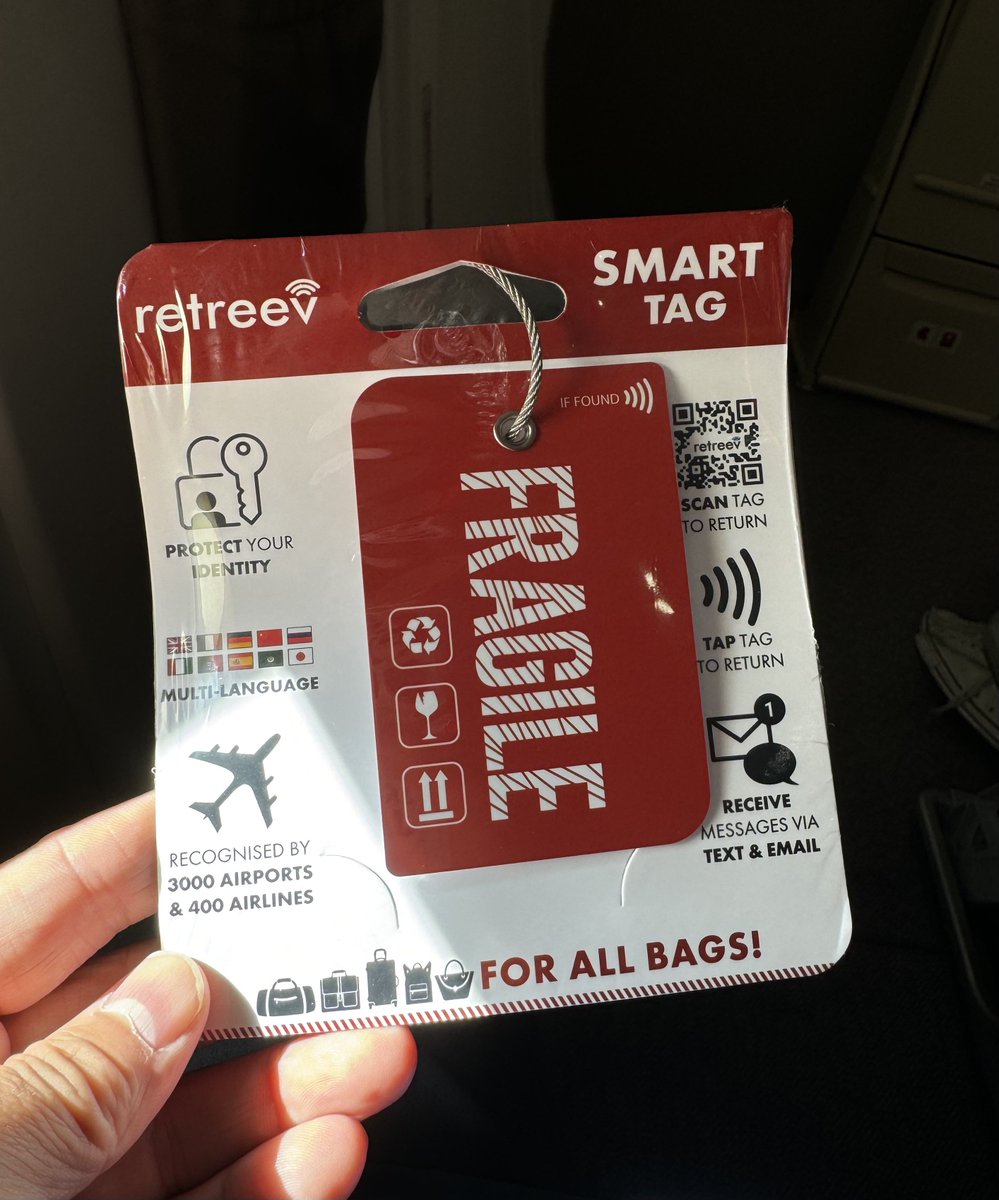 retreev
SMART
TAG
IF FOUND
FRAGILE
PROTECT YOUR
IDENTITY
MULTI-LANGUAGE
RECOGNISED BY
3000 AIRPORTS
& 400 AIRLINES
retreev
SCAN TAG
TO RETURN
TAP TAG
TO RETURN
1
RECEIVE
MESSAGES VIA
TEXT & EMAIL
FOR ALL BAGS!